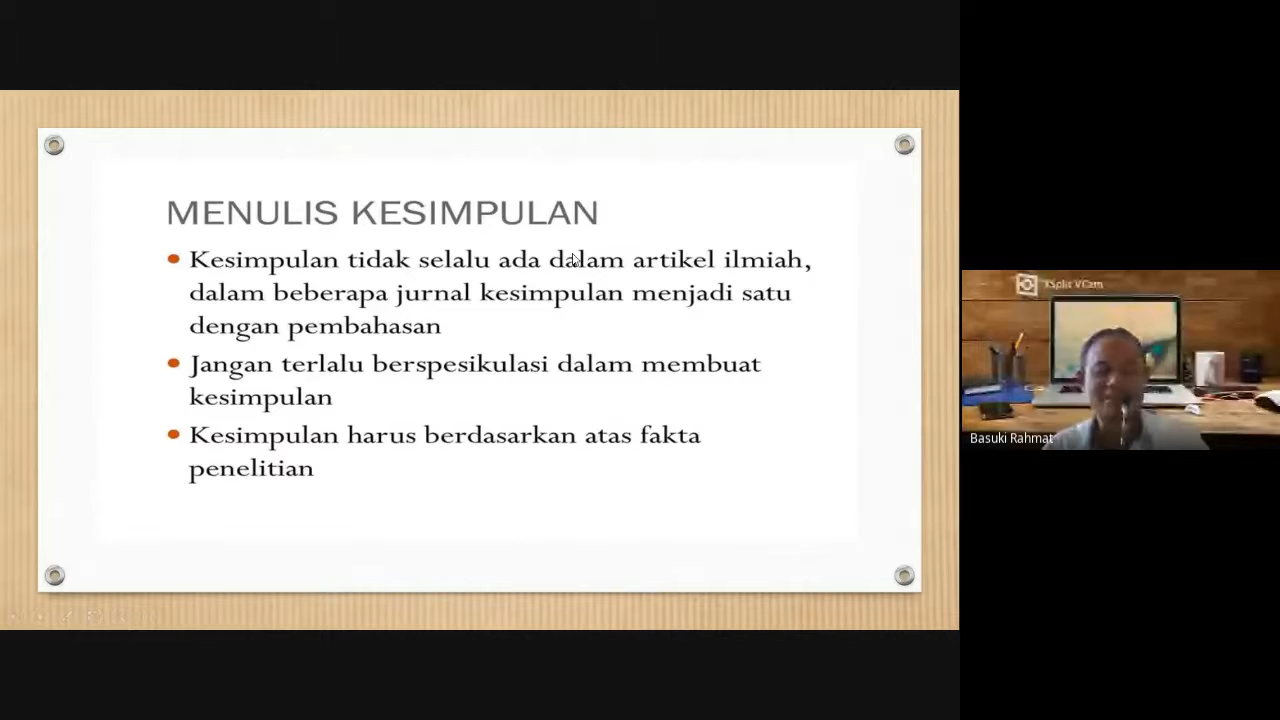 MENULIS KESIMPULAN
• Kesimpulan tidak selalu ada dalam artikel ilmiah,
dalam beberapa jurnal kesimpulan menjadi satu
dengan pembahasan
• Jangan terlalu berspesikulasi dalam membuat
kesimpulan
• Kesimpulan harus berdasarkan atas fakta
penelitian
XSplit VCam
Basuki Rahmat